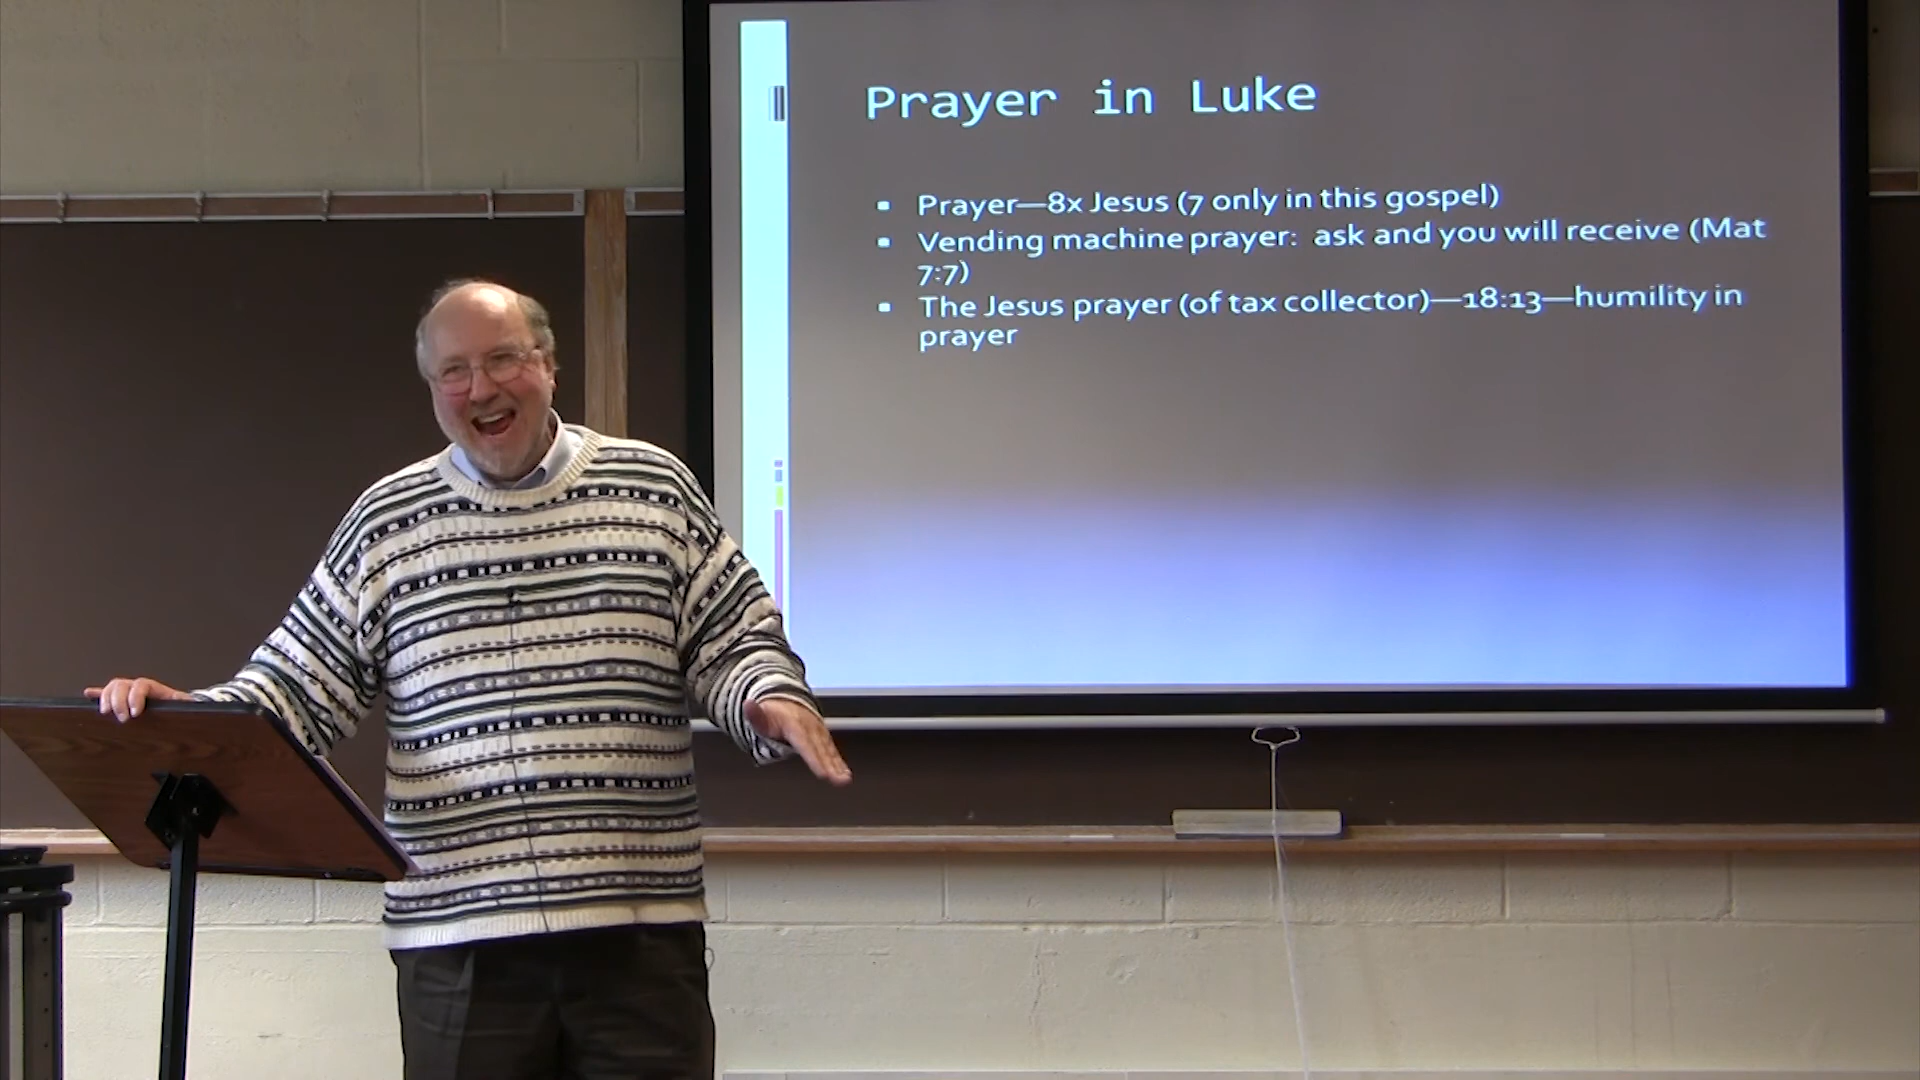 Prayer in Luke
▪ Prayer—8x Jesus (7 only in this gospel)
▪ Vending machine prayer: ask and you will receive (Mat
7:7)
▪ The Jesus prayer (of tax collector)—18:13—humility in
prayer